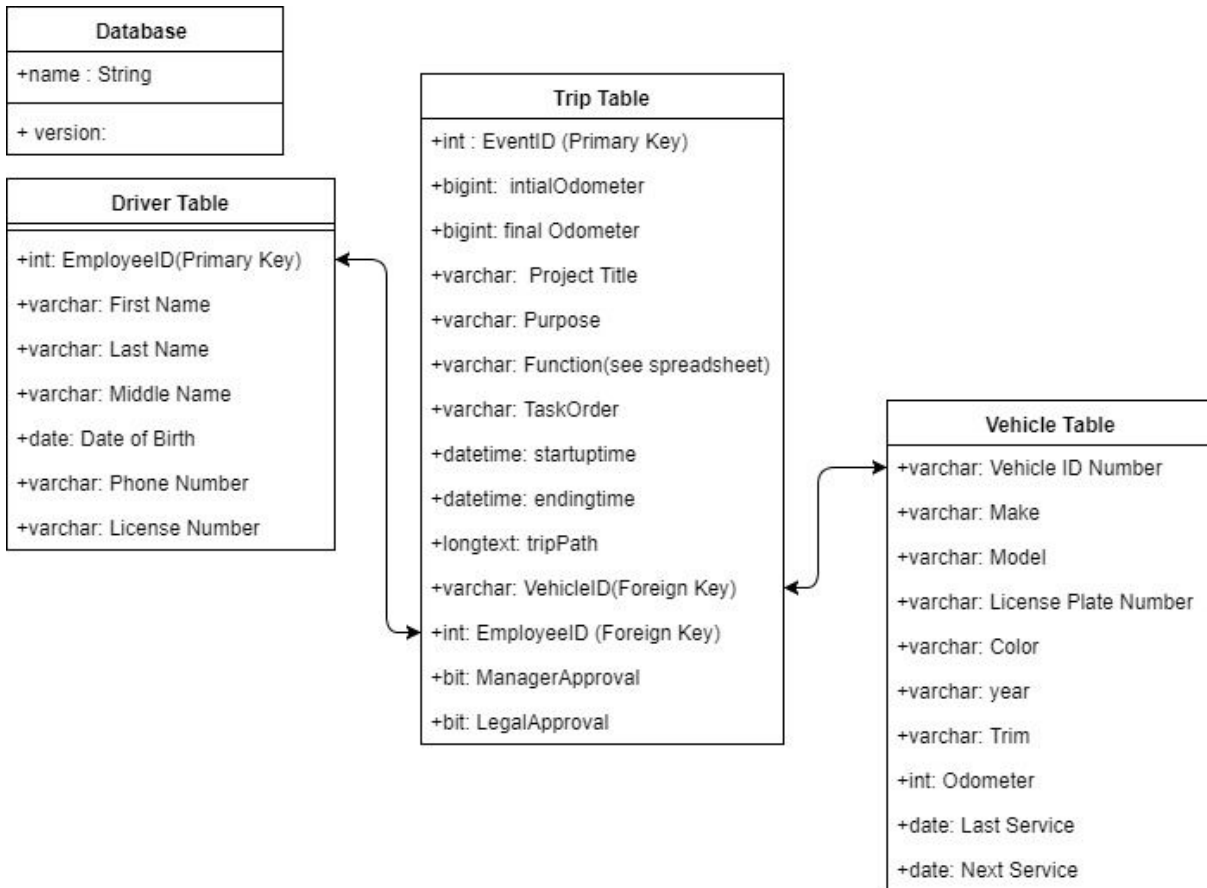 Database
+name : String
+ version:
Driver Table
+int: EmployeeID(Primary Key)
+varchar: First Name
+varchar: Last Name
+varchar: Middle Name
+date: Date of Birth
+varchar: Phone Number
+varchar: License Number
Trip Table
+int : EventID (Primary Key)
+bigint: intialOdometer
+bigint: final Odometer
+varchar: Project Title
+varchar: Purpose
+varchar: Function(see spreadsheet)
+varchar: TaskOrder
+datetime: startuptime
+datetime: endingtime
+longtext: tripPath
+varchar: VehicleID(Foreign Key)
+int: EmployeeID (Foreign Key)
+bit: ManagerApproval
+bit: LegalApproval
Vehicle Table
+varchar: Vehicle ID Number
+varchar: Make
+varchar: Model
+varchar: License Plate Number
+varchar: Color
+varchar: year
+varchar: Trim
+int: Odometer
+date: Last Service
+date: Next Service